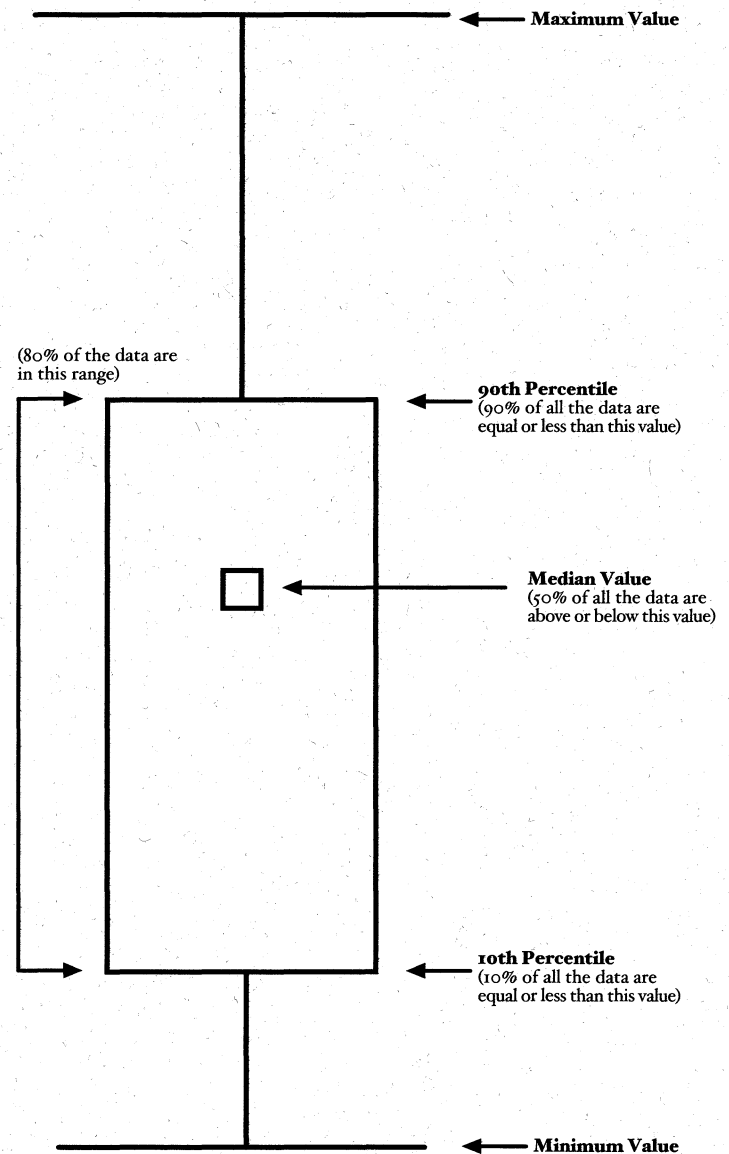 Maximum Value
(80% of the data are
in this range)
90th Percentile
(90% of all the data are
equal or less than this value)
Median Value
(50% of all the data are
above or below this value)
10th Percentile
(10% of all the data are
equal or less than this value)
Minimum Value